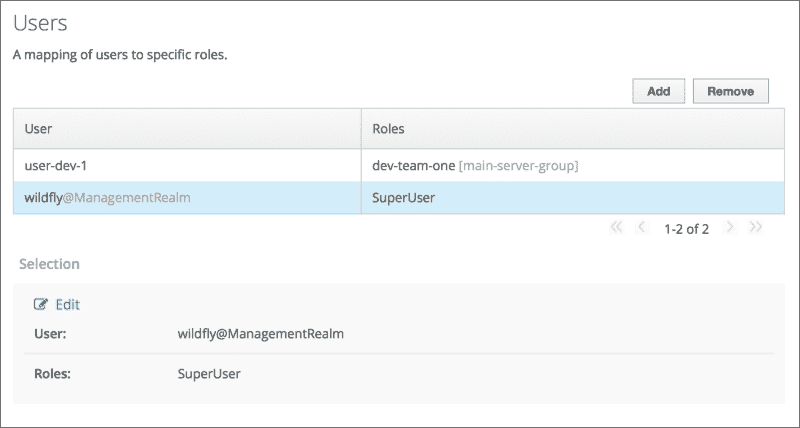 Users
A mapping of users to specific roles.
Add Remove
User Roles
user-dev-1 dev-team-one [main-server-group]
wildfly@ManagementRealm SuperUser
1-2 of 2
Selection
Edit
User: wildfly@ManagementRealm
Roles: SuperUser